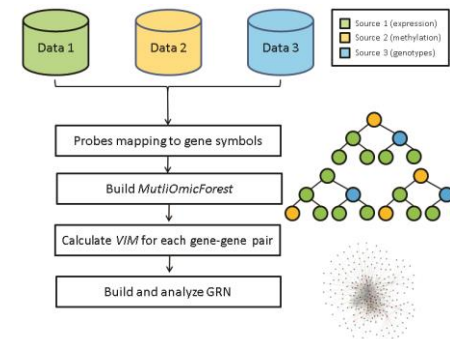 Data 1
Data 2
Data 3
Source 1 (expression)
Source 2 (methylation)
Source 3 (genotypes)
Probes mapping to gene symbols
Build MutliOmicForest
Calculate VIM for each gene-gene pair
Build and analyze GRN